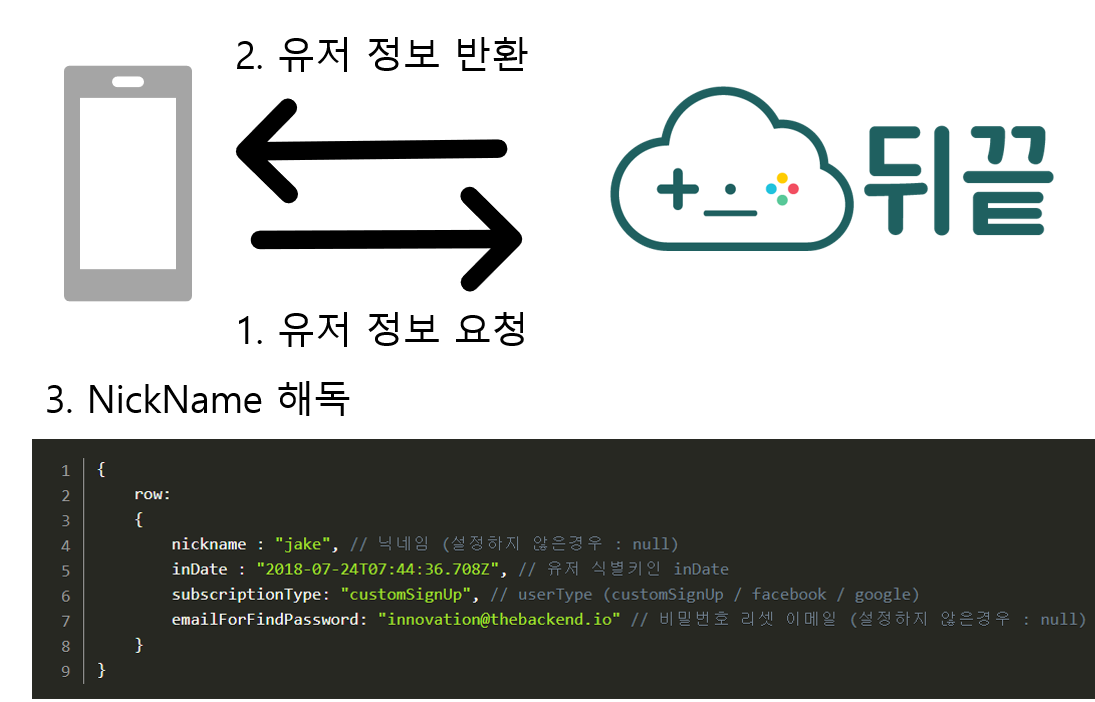 2. 유저 정보 반환
뒤끝
1. 유저 정보 요청
3. NickName 해독
1 {
2 row:
3 {
4 nickname : "jake", // 닉네임 (설정하지 않은경우 : null)
5 inDate : "2018-07-24T07:44:36.708Z", // 유저 식별키인 inDate
6 subscriptionType: "customSignUp", // userType (customSignUp / facebook / google)
7 emailForFindPassword: "innovation@thebackend.io" // 비밀번호 리셋 이메일 (설정하지 않은경우 : null)
8 }
9 }